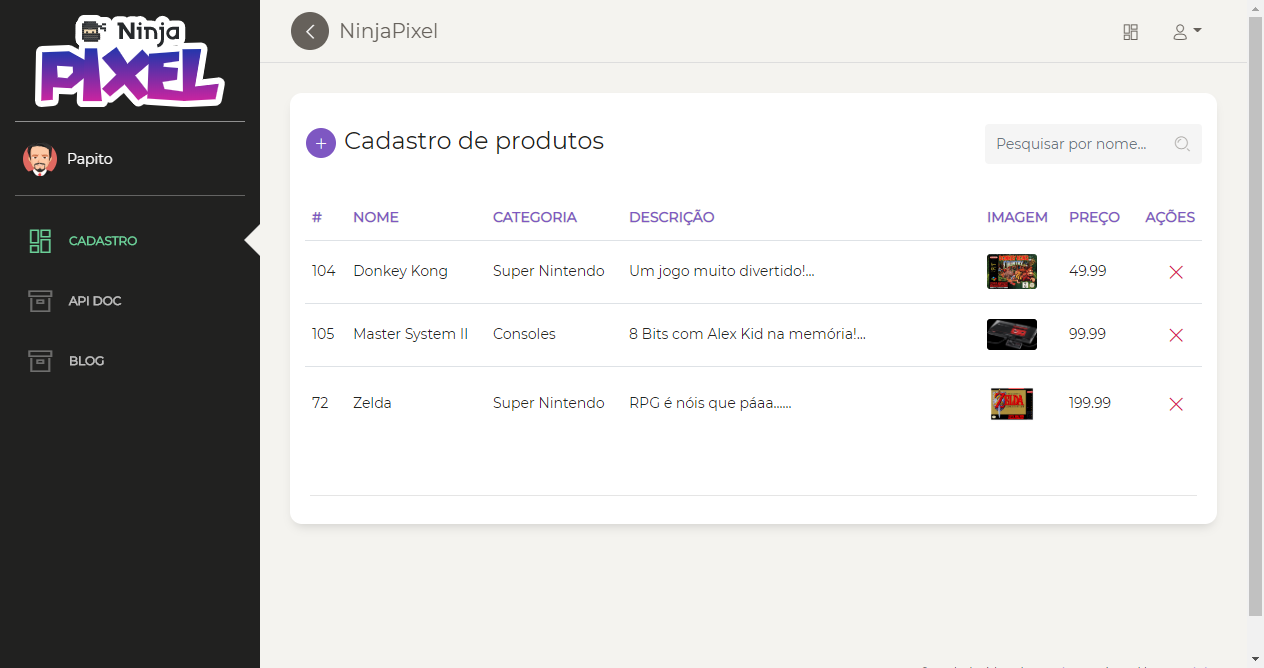 Ninja
PIXEL
NinjaPixel
Papito
CADASTRO
API DOC
BLOG
+ Cadastro de produtos
Pesquisar por nome...
# NOME CATEGORIA DESCRIÇÃO IMAGEM PREÇO AÇÕES
104 Donkey Kong Super Nintendo Um jogo muito divertido!... 49.99
105 Master System II Consoles 8 Bits com Alex Kid na memória!... 99.99
72 Zelda Super Nintendo RPG é nóis que páaa...... ZELDA 199.99